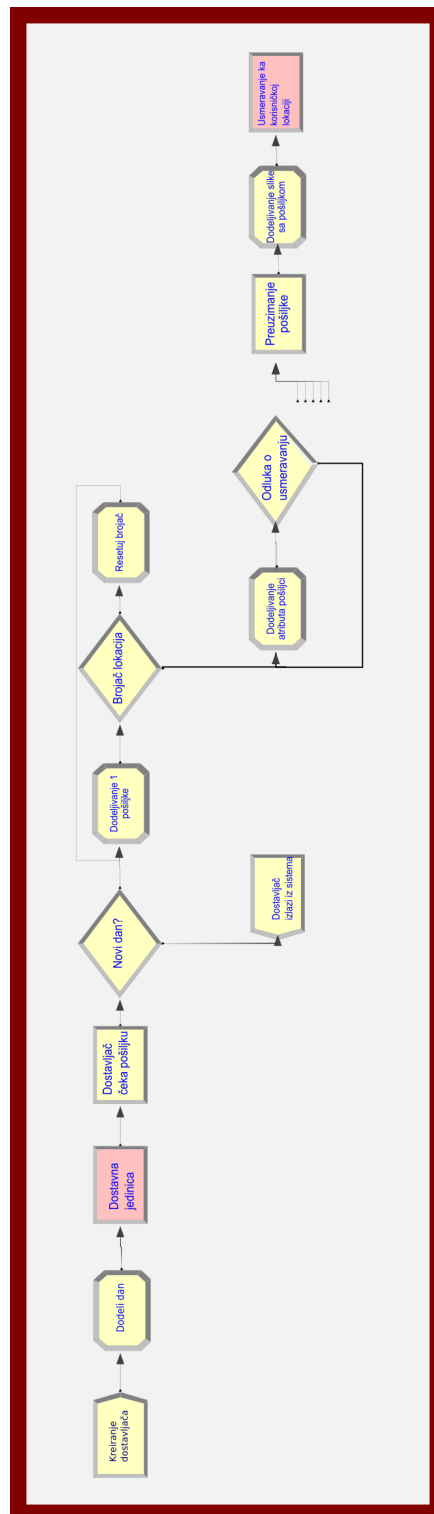 Kreiranje
dostavljača
Dodeli dan
Dostavna
jedinica
Dostavljač
čeka pošiljku
Novi dan?
Dostavljač
izlazi iz sistema
Dodeljivanje 1
pošiljke
Brojač lokacija
Resetuj brojač
Dodeljivanje
atributa pošiljci
Odluka o
usmeravanju
Preuzimanje
pošiljke
Dodeljivanje slike
sa pošiljkom
Usmeravanje ka
korisničkoj
lokaciji